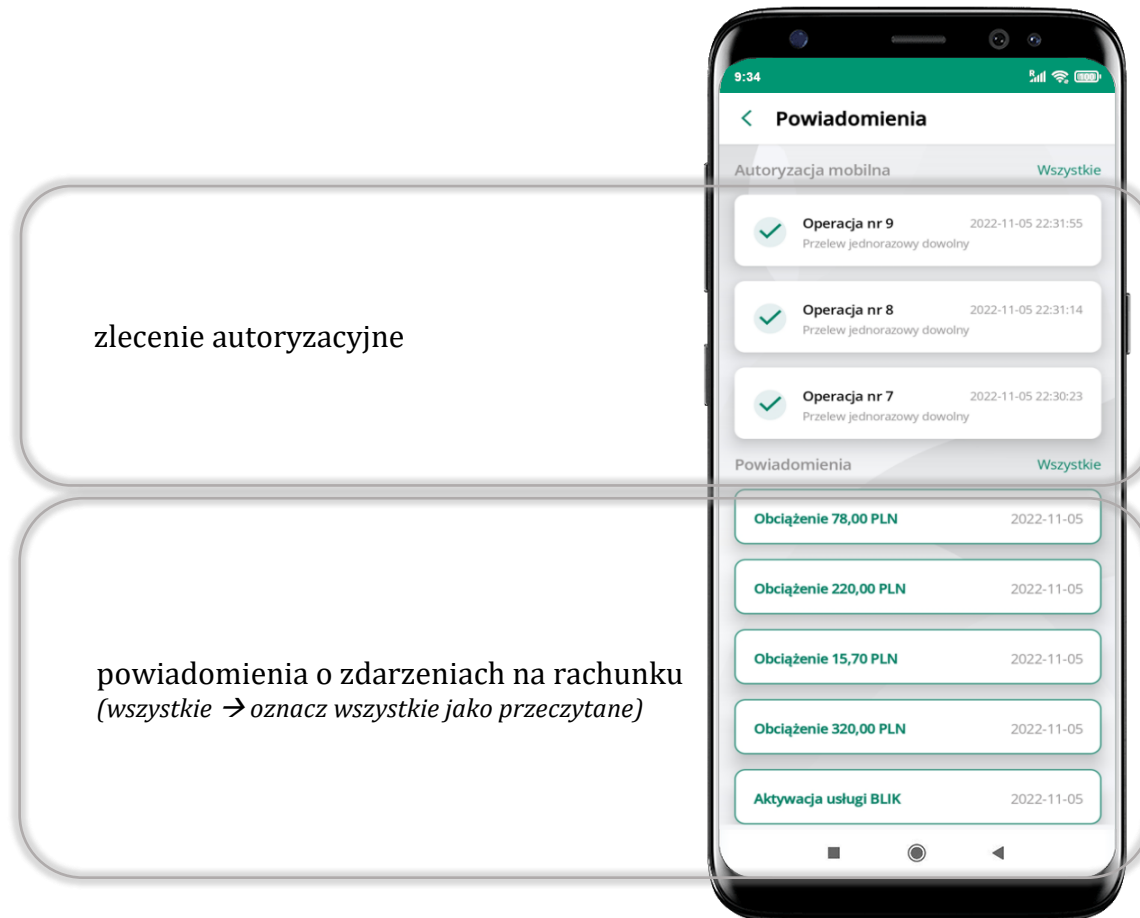 9:34
R
100
Powiadomienia
Autoryzacja mobilna Wszystkie
Operacja nr 9 2022-11-05 22:31:55
Przelew jednorazowy dowolny
Operacja nr 8 2022-11-05 22:31:14
Przelew jednorazowy dowolny
Operacja nr 7 2022-11-05 22:30:23
Przelew jednorazowy dowolny
zlecenie autoryzacyjne
Powiadomienia Wszystkie
Obciążenie 78,00 PLN 2022-11-05
Obciążenie 220,00 PLN 2022-11-05
Obciążenie 15,70 PLN 2022-11-05
Obciążenie 320,00 PLN 2022-11-05
Aktywacja usługi BLIK 2022-11-05
powiadomienia o zdarzeniach na rachunku
(wszystkie → oznacz wszystkie jako przeczytane)